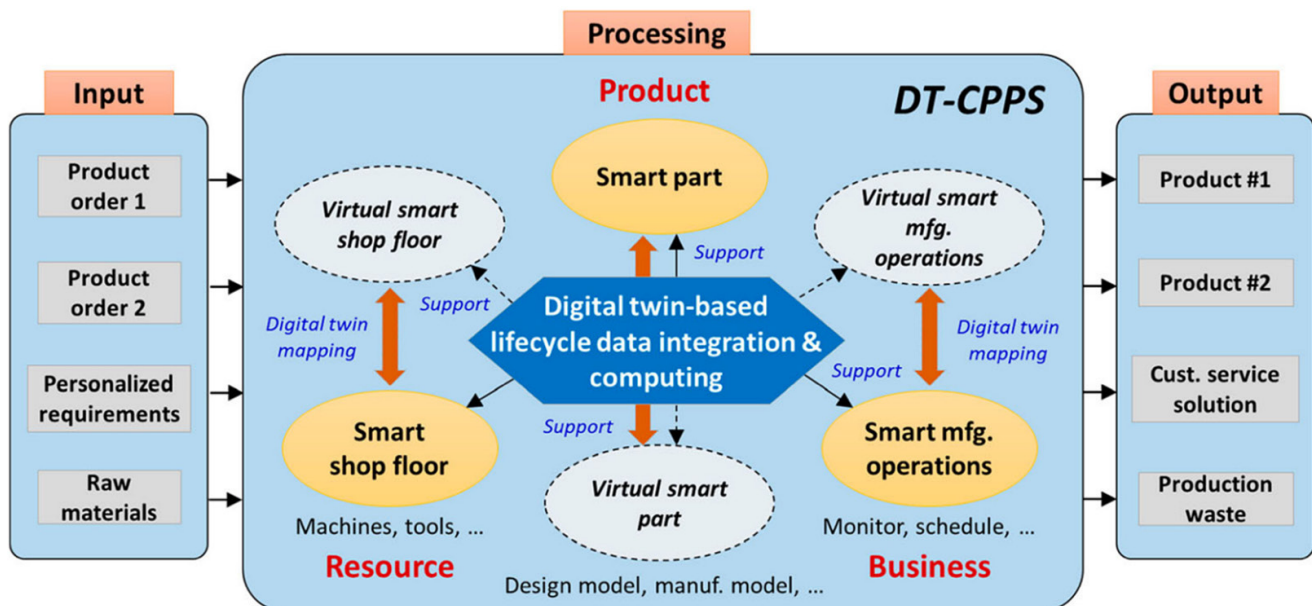 Processing
Input
Product
order 1
Product
order 2
Personalized
requirements
Raw
materials
DT-CPPS
Product
Smart part
Virtual smart
shop floor
Virtual smart
mfg.
operations
Support
Support
Digital twin
mapping
Digital twin-based
lifecycle data integration &
computing
Digital twin
mapping
Support
Support
Smart
shop floor
Smart mfg.
operations
Virtual smart
part
Machines, tools, ...
Resource
Monitor, schedule, ...
Business
Design model, manuf. model, ...
Output
Product #1
Product #2
Cust. service
solution
Production
waste